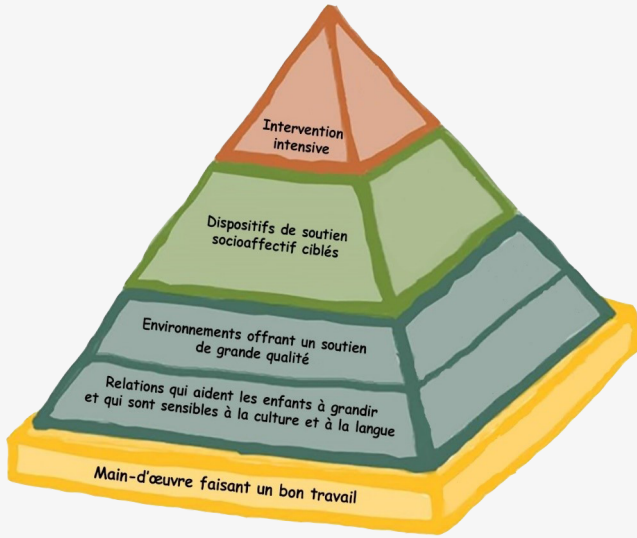 Intervention
intensive
Dispositifs de soutien
socioaffectif ciblés
Environnements offrant un soutien
de grande qualité
Relations qui aident les enfants à grandir
et qui sont sensibles à la culture et à la langue
Main-d'œuvre faisant un bon travail